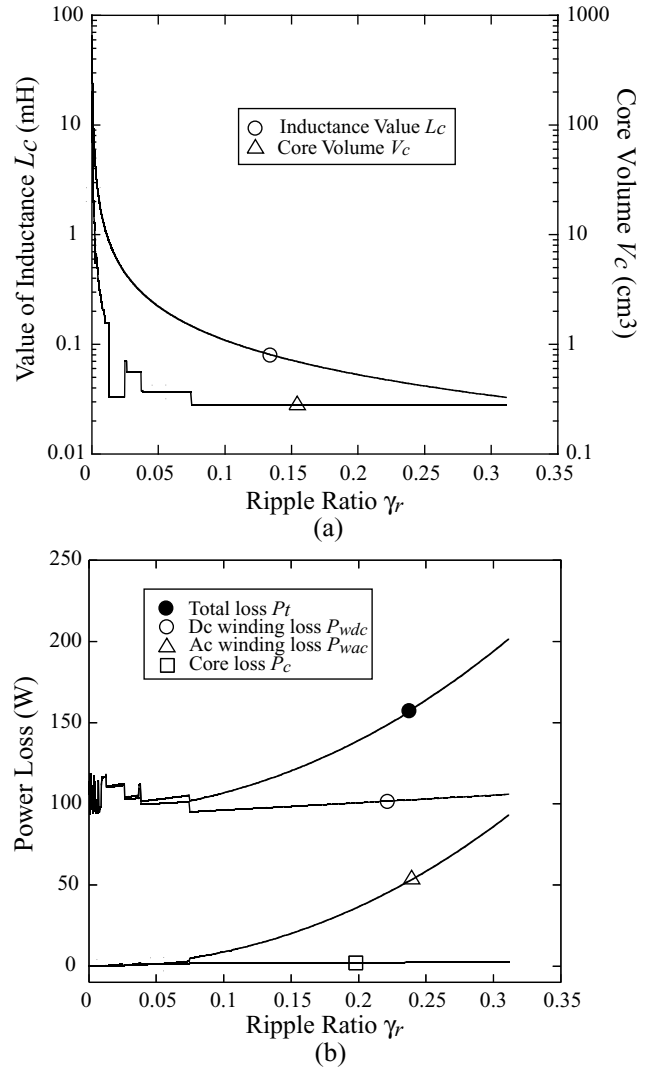 100
10
1
0.1
0.01
1000
100
10
1
0.1
Value of Inductance Lc (mH)
Core Volume Vc (cm3)
Inductance Value Lc
Core Volume Vc
0 0.05 0.1 0.15 0.2 0.25 0.3 0.35
Ripple Ratio γr
(a)
250
200
150
100
50
0
Power Loss (W)
Total loss Pt
Dc winding loss Pwdc
Ac winding loss Pwac
Core loss Pc
0 0.05 0.1 0.15 0.2 0.25 0.3 0.35
Ripple Ratio γr
(b)